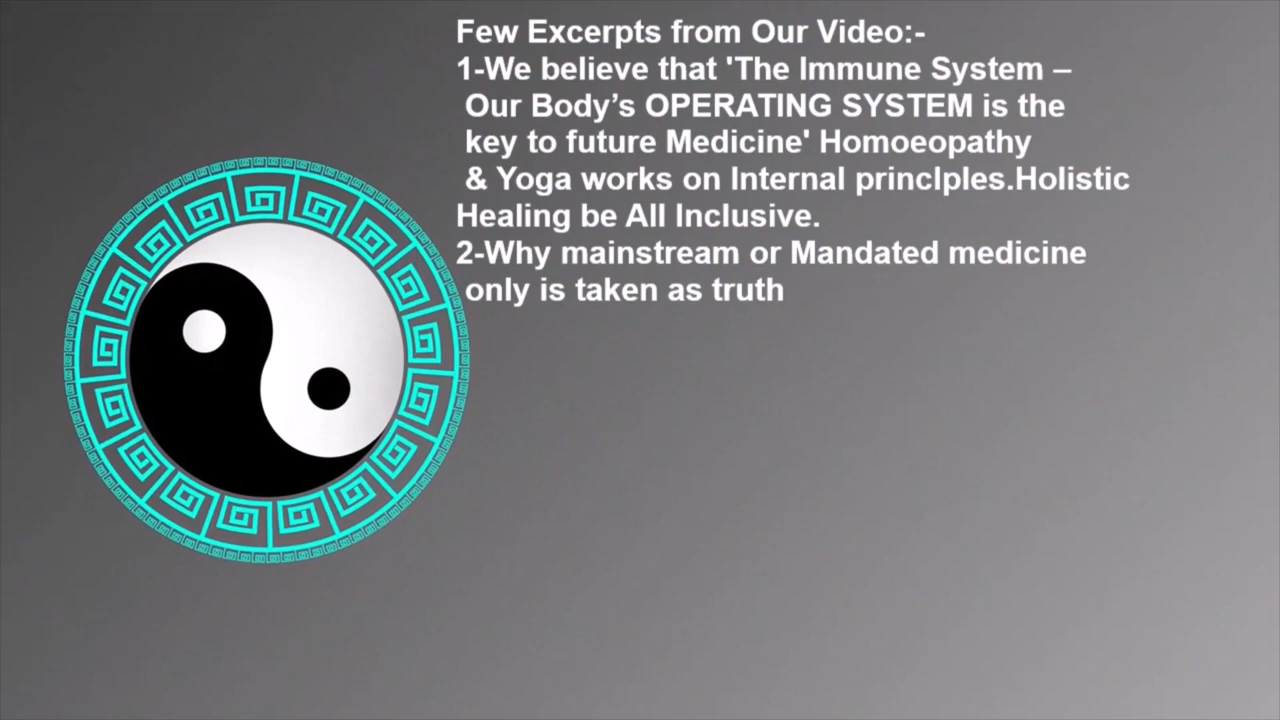 Few Excerpts from Our Video:-
1-We believe that 'The Immune System –
Our Body’s OPERATING SYSTEM is the
key to future Medicine' Homoeopathy
& Yoga works on Internal princIples.Holistic
Healing be All Inclusive.
2-Why mainstream or Mandated medicine
only is taken as truth